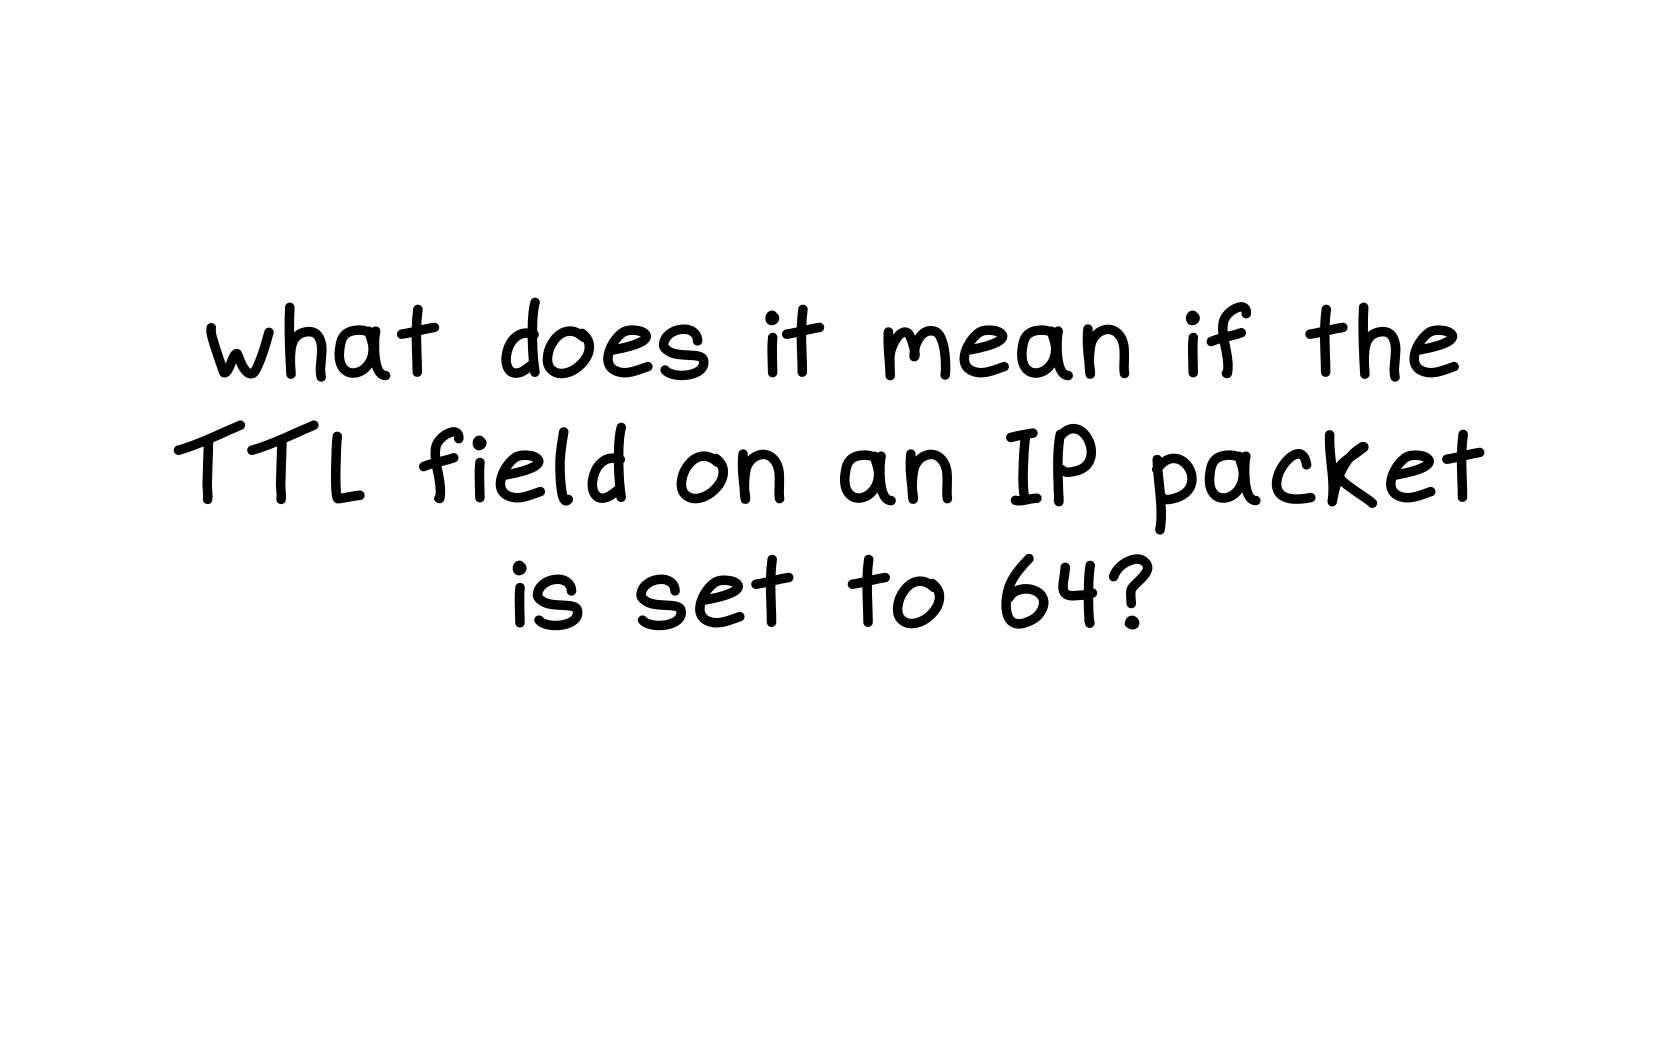 what does it mean if the
TTL field on an IP packet
is set to 64?